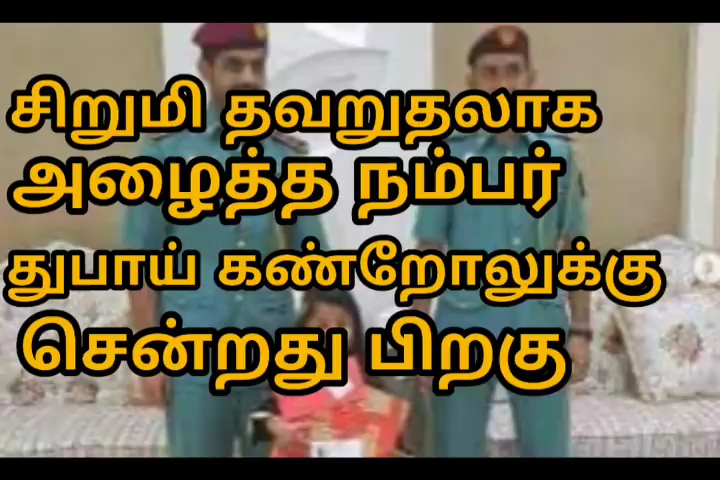 சிறுமி தவறுதலாக
அழைத்த நம்பர்
துபாய் கண்றோலுக்கு
சென்றது பிறகு